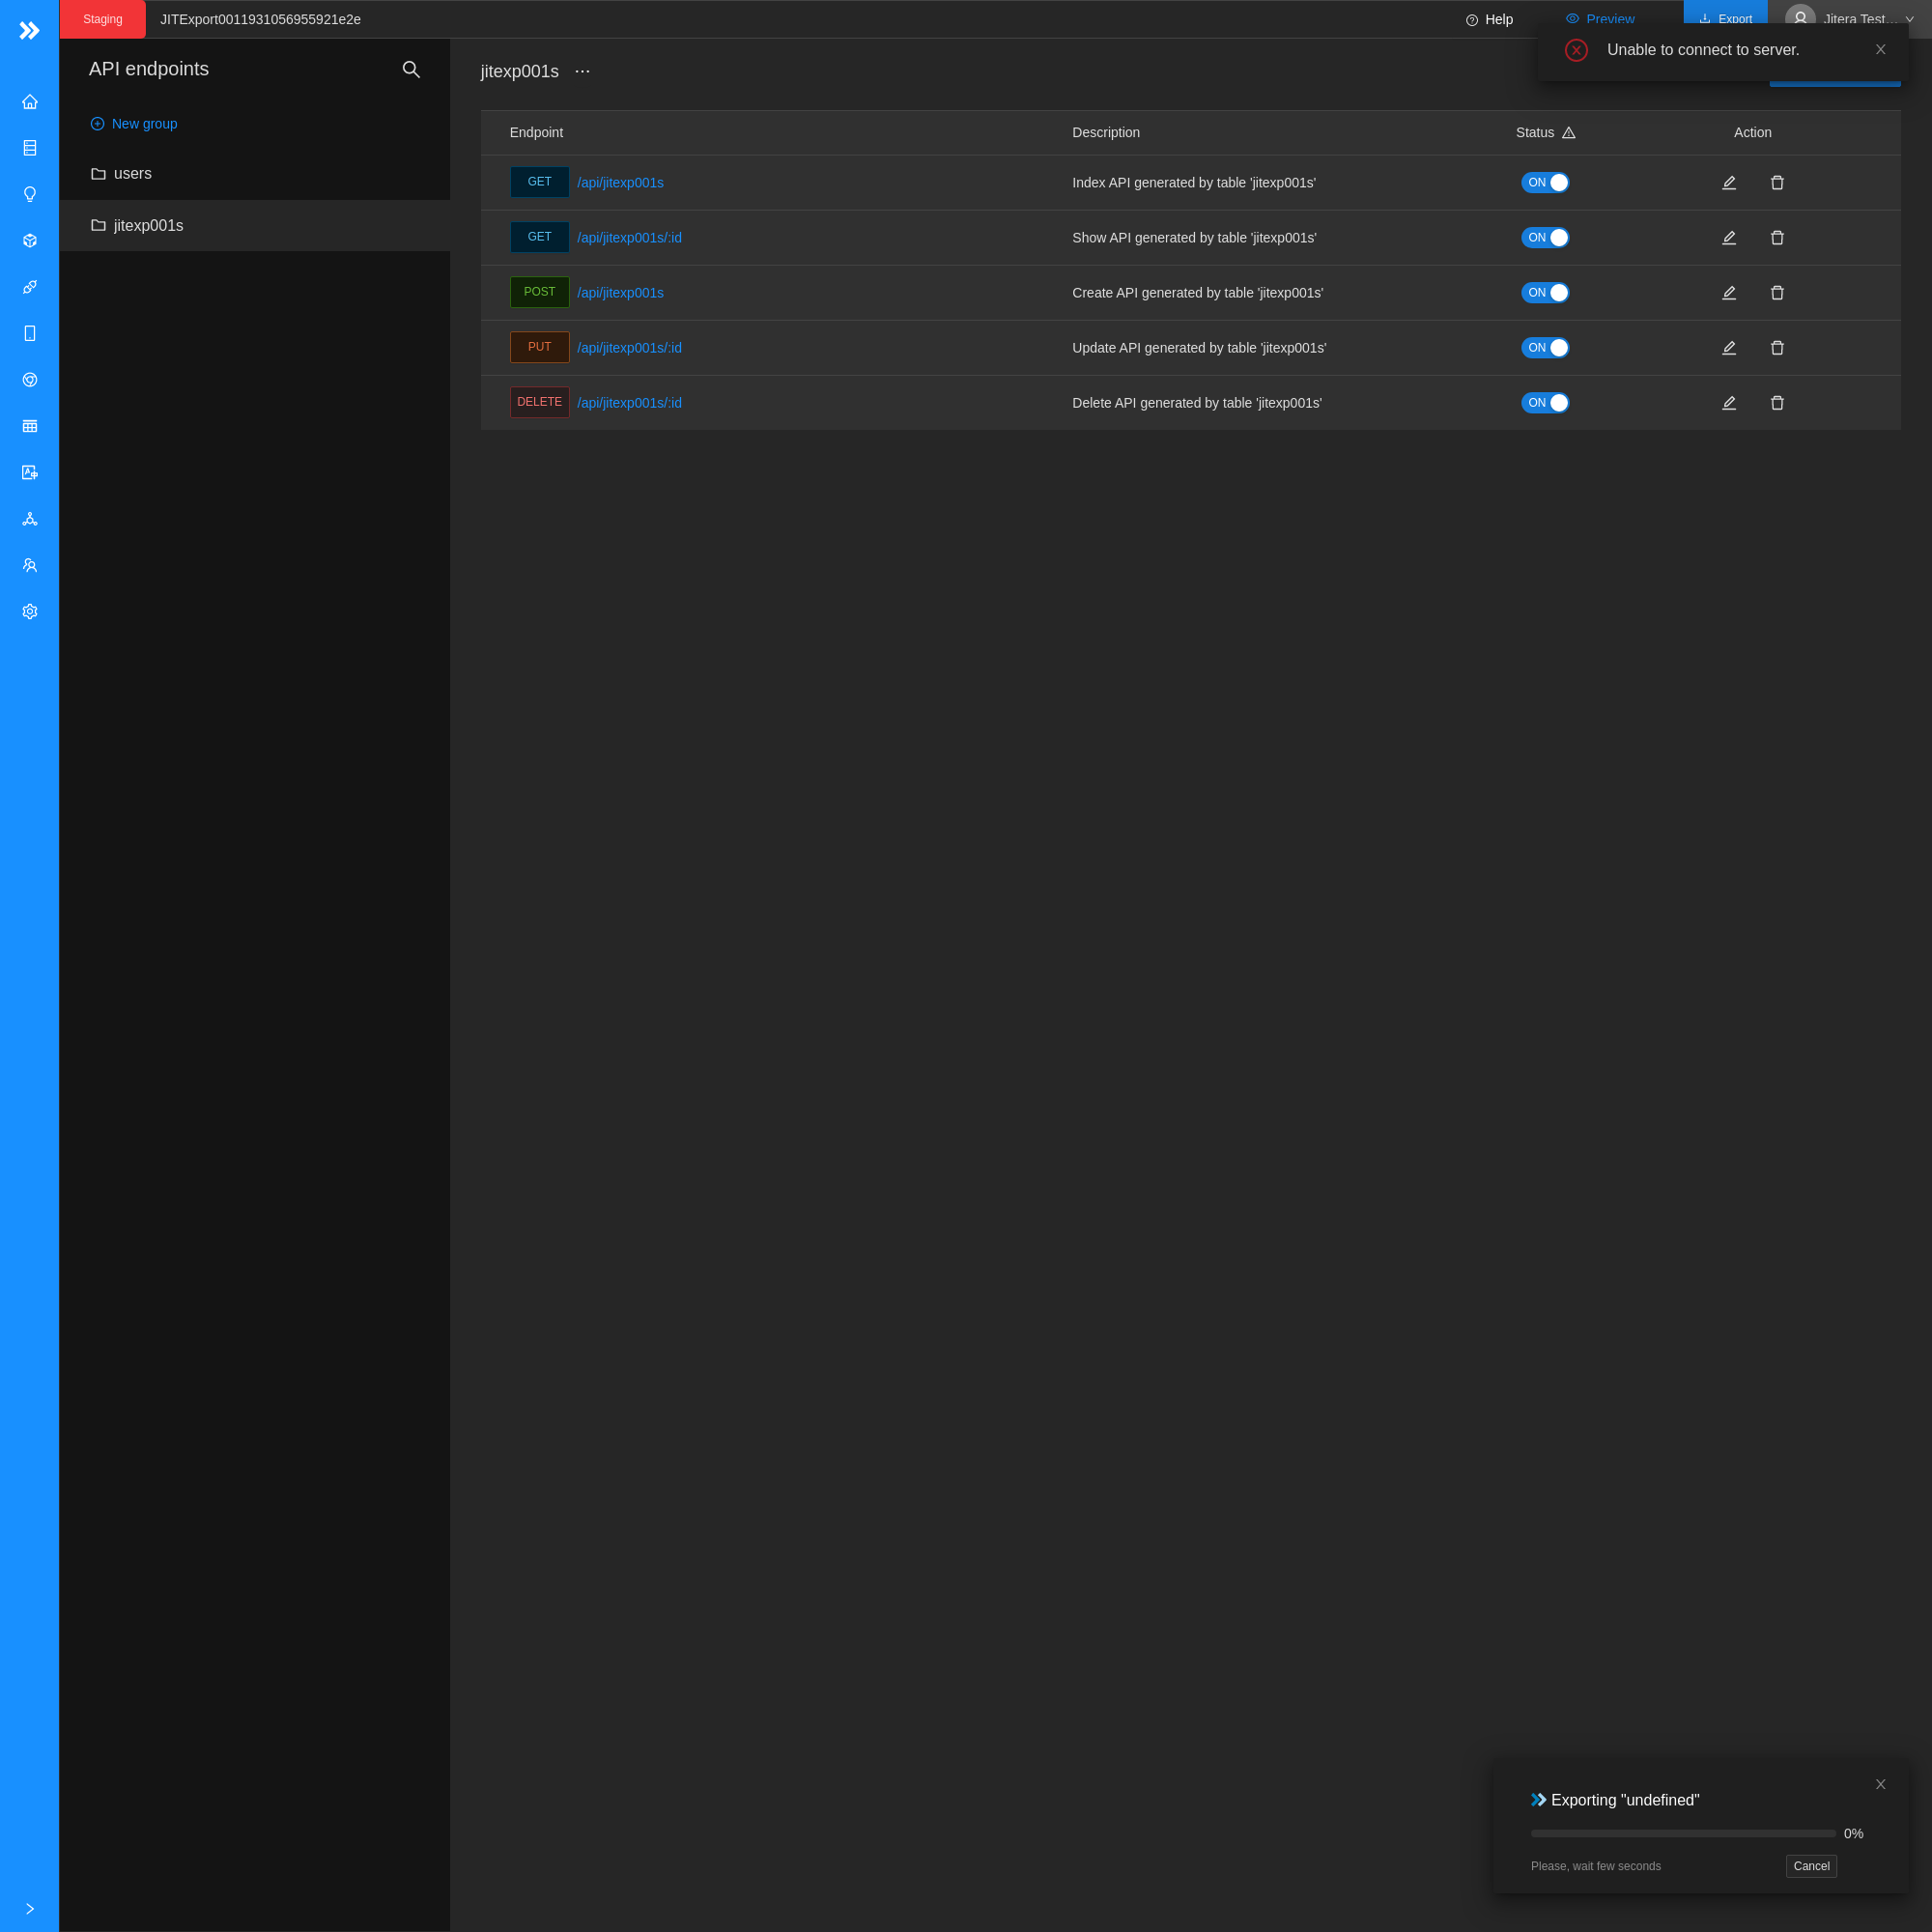 Staging JITExport0011931056955921e2e Help Preview Export Jitera Test...
Unable to connect to server.
API endpoints
New group
users
jitexp001s
jitexp001s ...
Endpoint Description Status Action
GET /api/jitexp001s Index API generated by table 'jitexp001s' ON
GET /api/jitexp001s/:id Show API generated by table 'jitexp001s' ON
POST /api/jitexp001s Create API generated by table 'jitexp001s' ON
PUT /api/jitexp001s/:id Update API generated by table 'jitexp001s' ON
DELETE /api/jitexp001s/:id Delete API generated by table 'jitexp001s' ON
Exporting "undefined"
0%
Please, wait few seconds Cancel